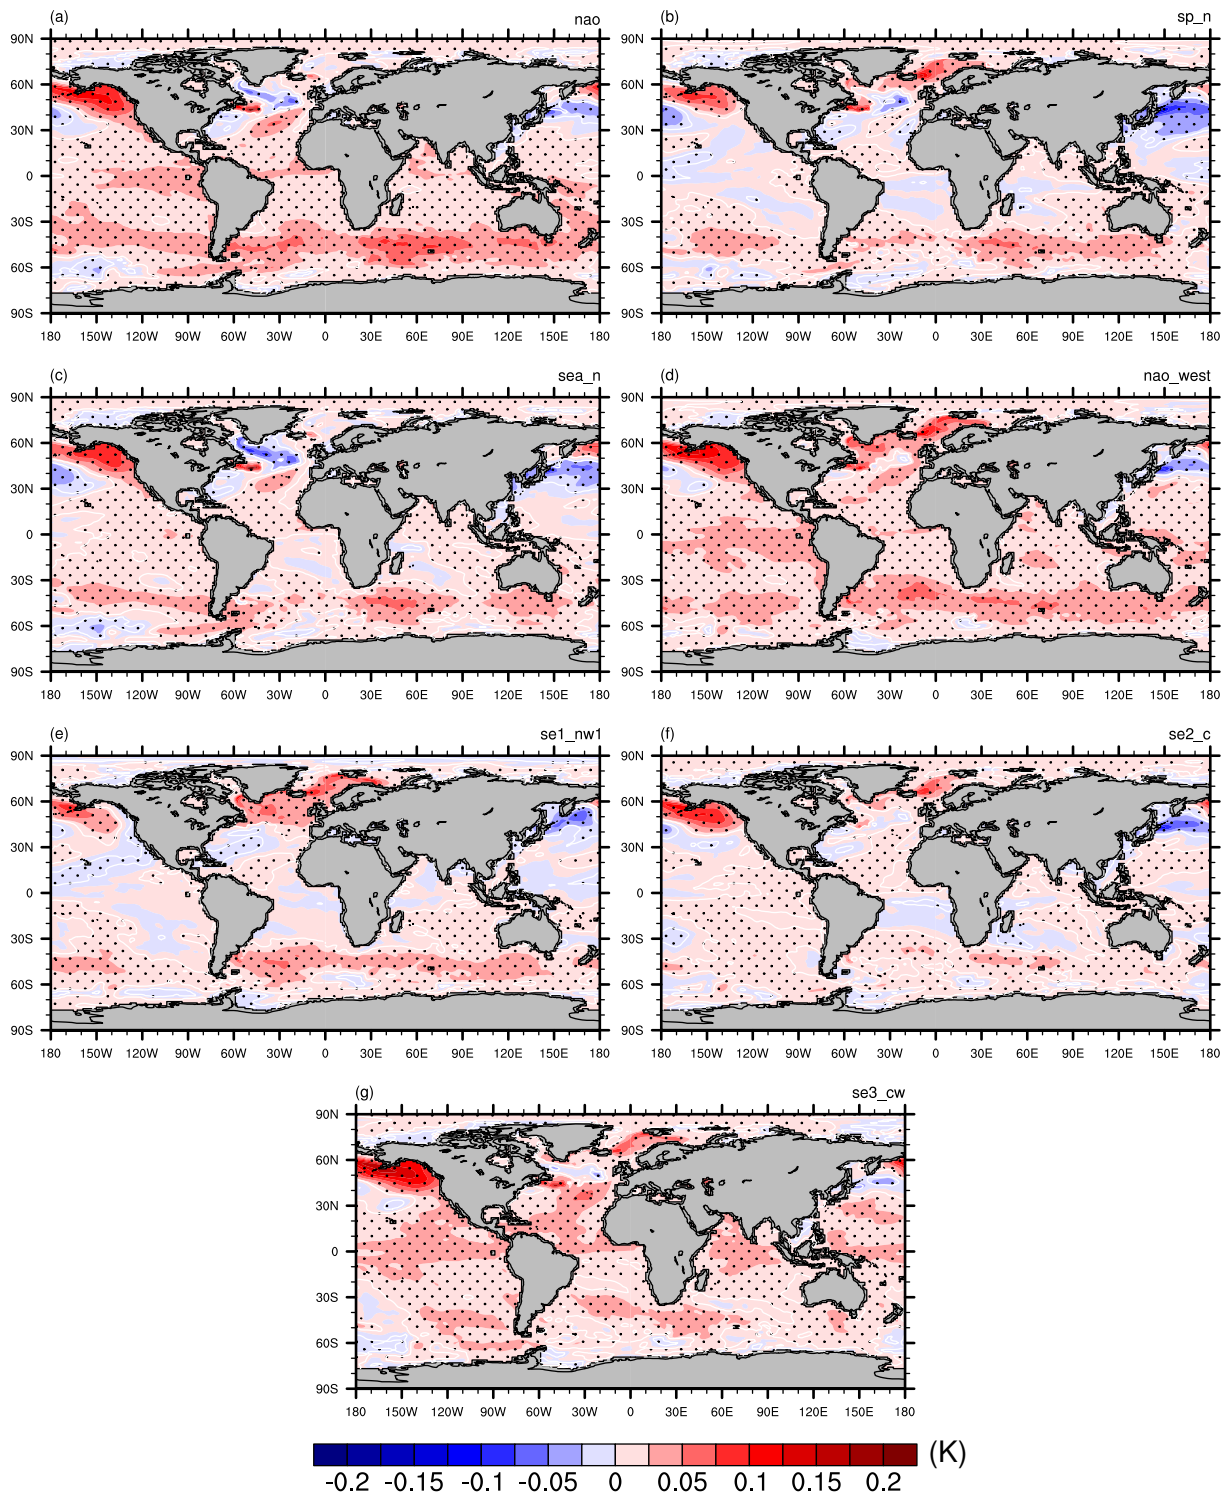 (a) nao
90N
60N
30N
0
30S
60S
90S
180 150W 120W 90W 60W 30W 0 30E 60E 90E 120E 150E 180
(b) sp_n
90N
60N
30N
0
30S
60S
90S
180 150W 120W 90W 60W 30W 0 30E 60E 90E 120E 150E 180
(c) sea_n
90N
60N
30N
0
30S
60S
90S
180 150W 120W 90W 60W 30W 0 30E 60E 90E 120E 150E 180
(d) nao_west
90N
60N
30N
0
30S
60S
90S
180 150W 120W 90W 60W 30W 0 30E 60E 90E 120E 150E 180
(e) se1_nw1
90N
60N
30N
0
30S
60S
90S
180 150W 120W 90W 60W 30W 0 30E 60E 90E 120E 150E 180
(f) se2_c
90N
60N
30N
0
30S
60S
90S
180 150W 120W 90W 60W 30W 0 30E 60E 90E 120E 150E 180
(g) se3_cw
90N
60N
30N
0
30S
60S
90S
180 150W 120W 90W 60W 30W 0 30E 60E 90E 120E 150E 180
(K)
-0.2 -0.15 -0.1 -0.05 0 0.05 0.1 0.15 0.2